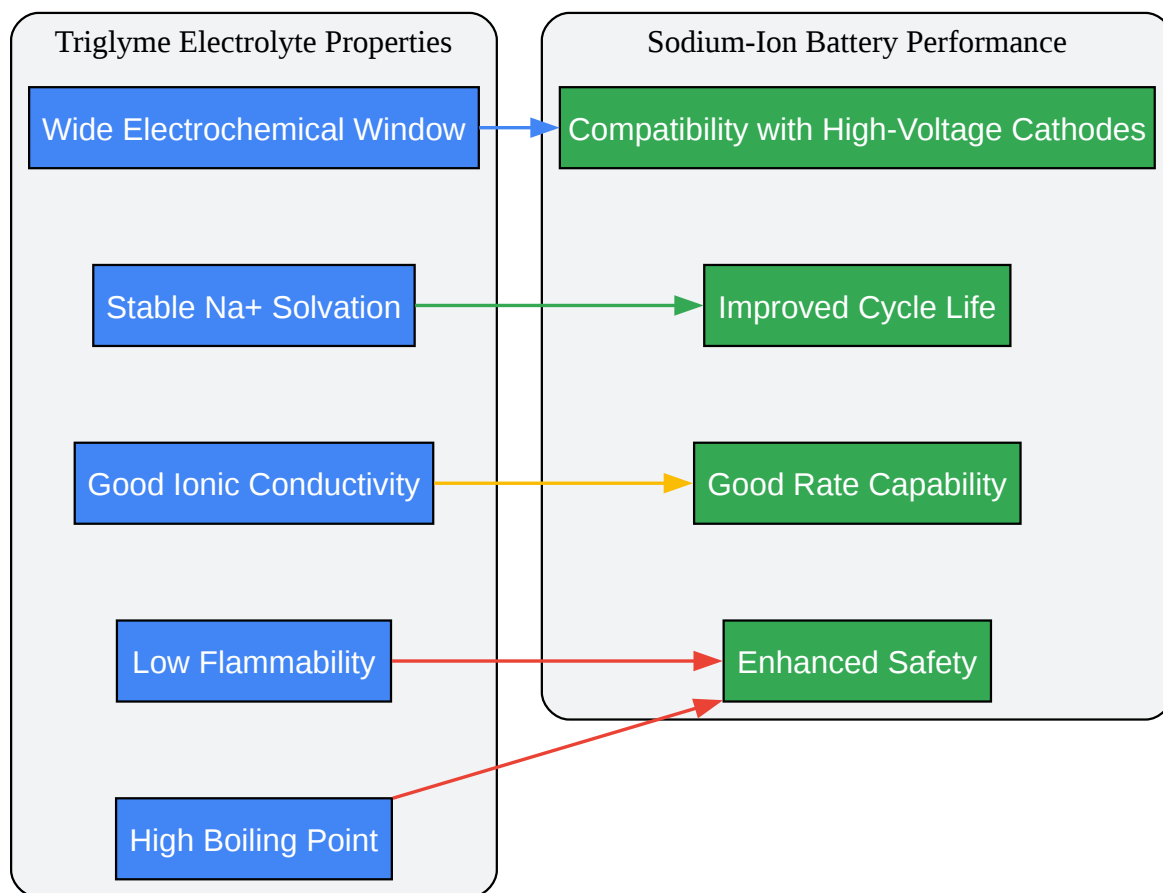 Triglyme Electrolyte Properties
Sodium-Ion Battery Performance
Wide Electrochemical Window
Compatibility with High-Voltage Cathodes
Stable Na+ Solvation
Improved Cycle Life
Good Ionic Conductivity
Good Rate Capability
Low Flammability
Enhanced Safety
High Boiling Point